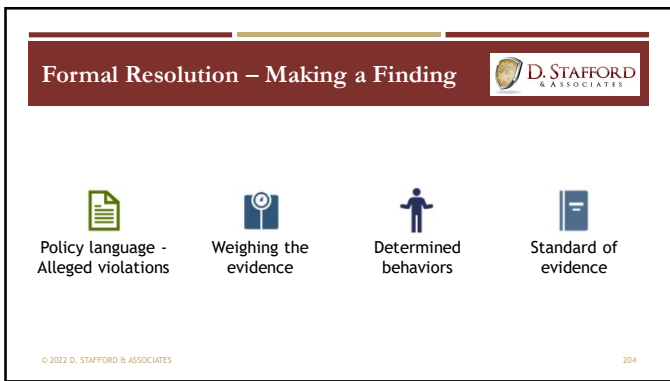 Formal Resolution – Making a Finding
D. STAFFORD
& ASSOCIATES
Policy language -
Alleged violations
Weighing the
evidence
Determined
behaviors
Standard of
evidence
© 2022 D. STAFFORD & ASSOCIATES
204